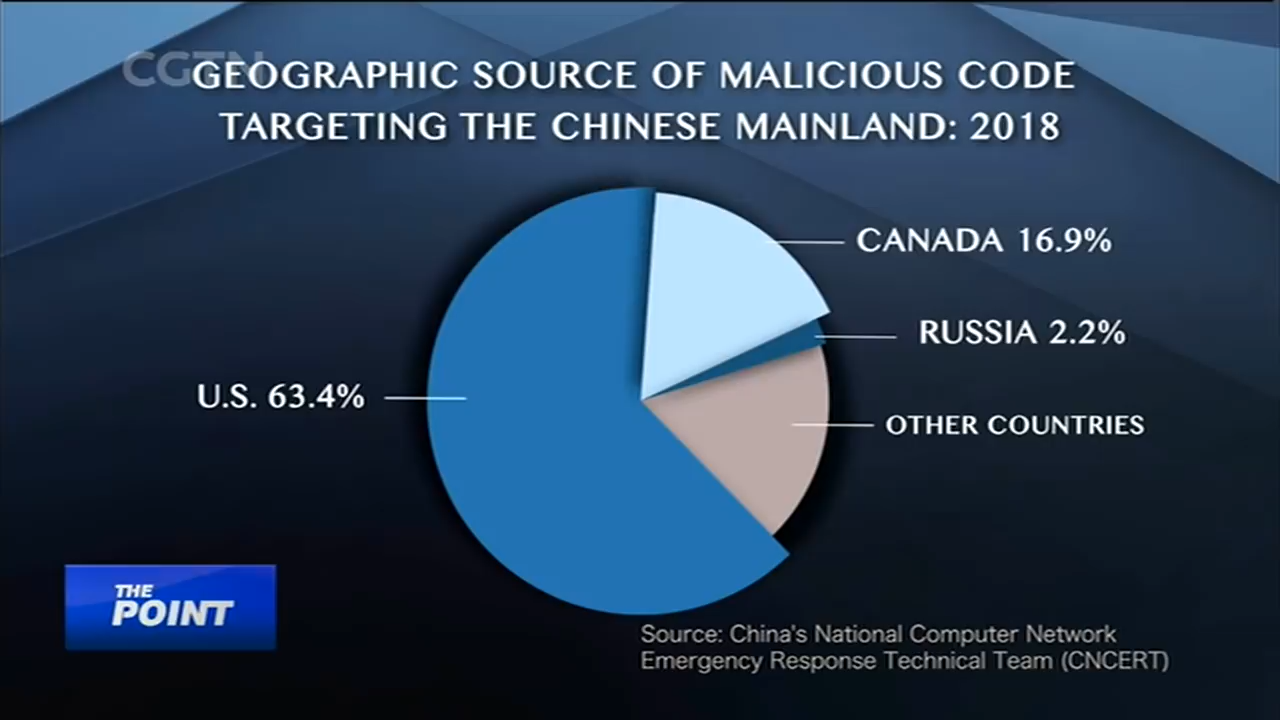 CGTN
GEOGRAPHIC SOURCE OF MALICIOUS CODE
TARGETING THE CHINESE MAINLAND: 2018
CANADA 16.9%
RUSSIA 2.2%
U.S. 63.4%
OTHER COUNTRIES
THE
POINT
Source: China's National Computer Network
Emergency Response Technical Team (CNCERT)